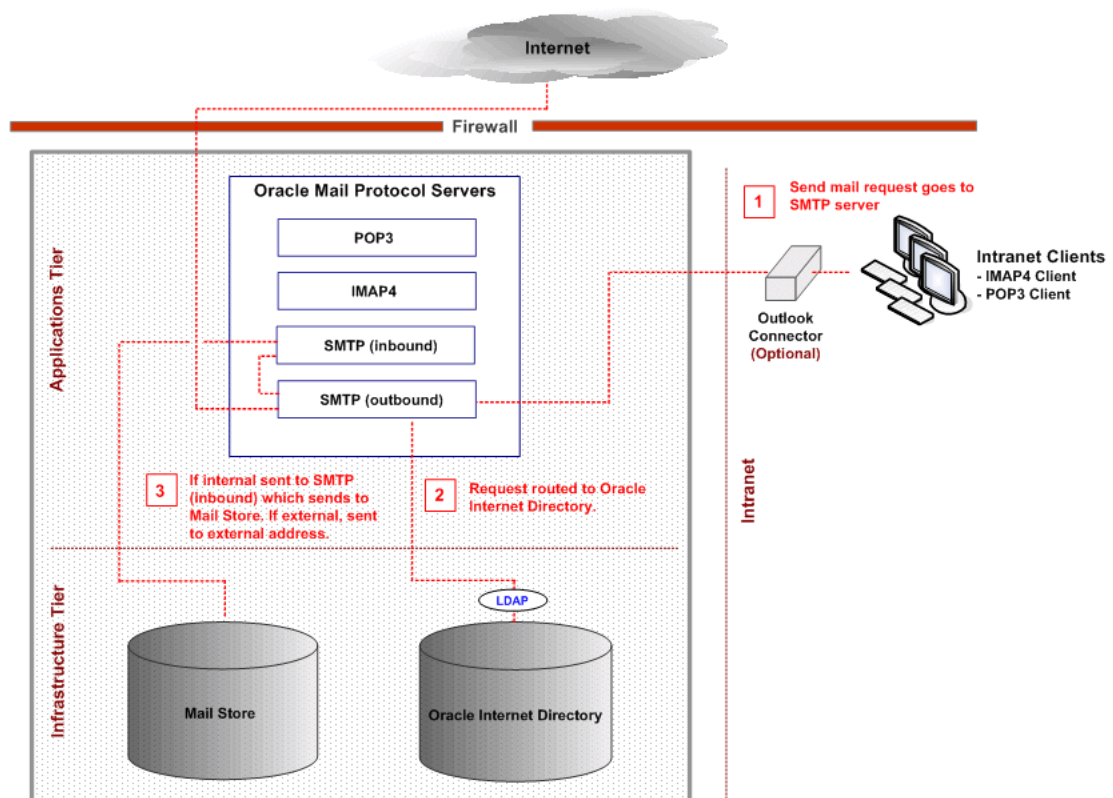 Internet
Firewall
Oracle Mail Protocol Servers
POP3
IMAP4
SMTP (inbound)
SMTP (outbound)
Applications Tier
1
Send mail request goes to
SMTP server
Intranet Clients
- IMAP4 Client
- POP3 Client
Outlook
Connector
(Optional)
3
If internal sent to SMTP
(inbound) which sends to
Mail Store. If external, sent
to external address.
2
Request routed to Oracle
Internet Directory.
Intranet
Infrastructure Tier
LDAP
Mail Store
Oracle Internet Directory